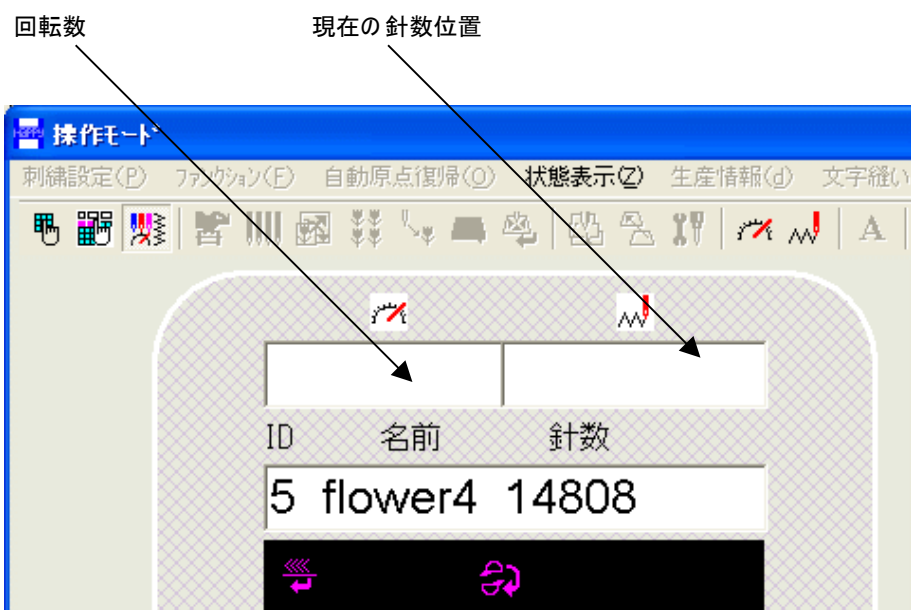 回転数 現在の針数位置
HAPPY 操作モード
刺繍設定(P) ファンクション(F) 自動原点復帰(O) 状態表示(Z) 生産情報(d) 文字縫い
A
ID 名前 針数
5 flower4 14808